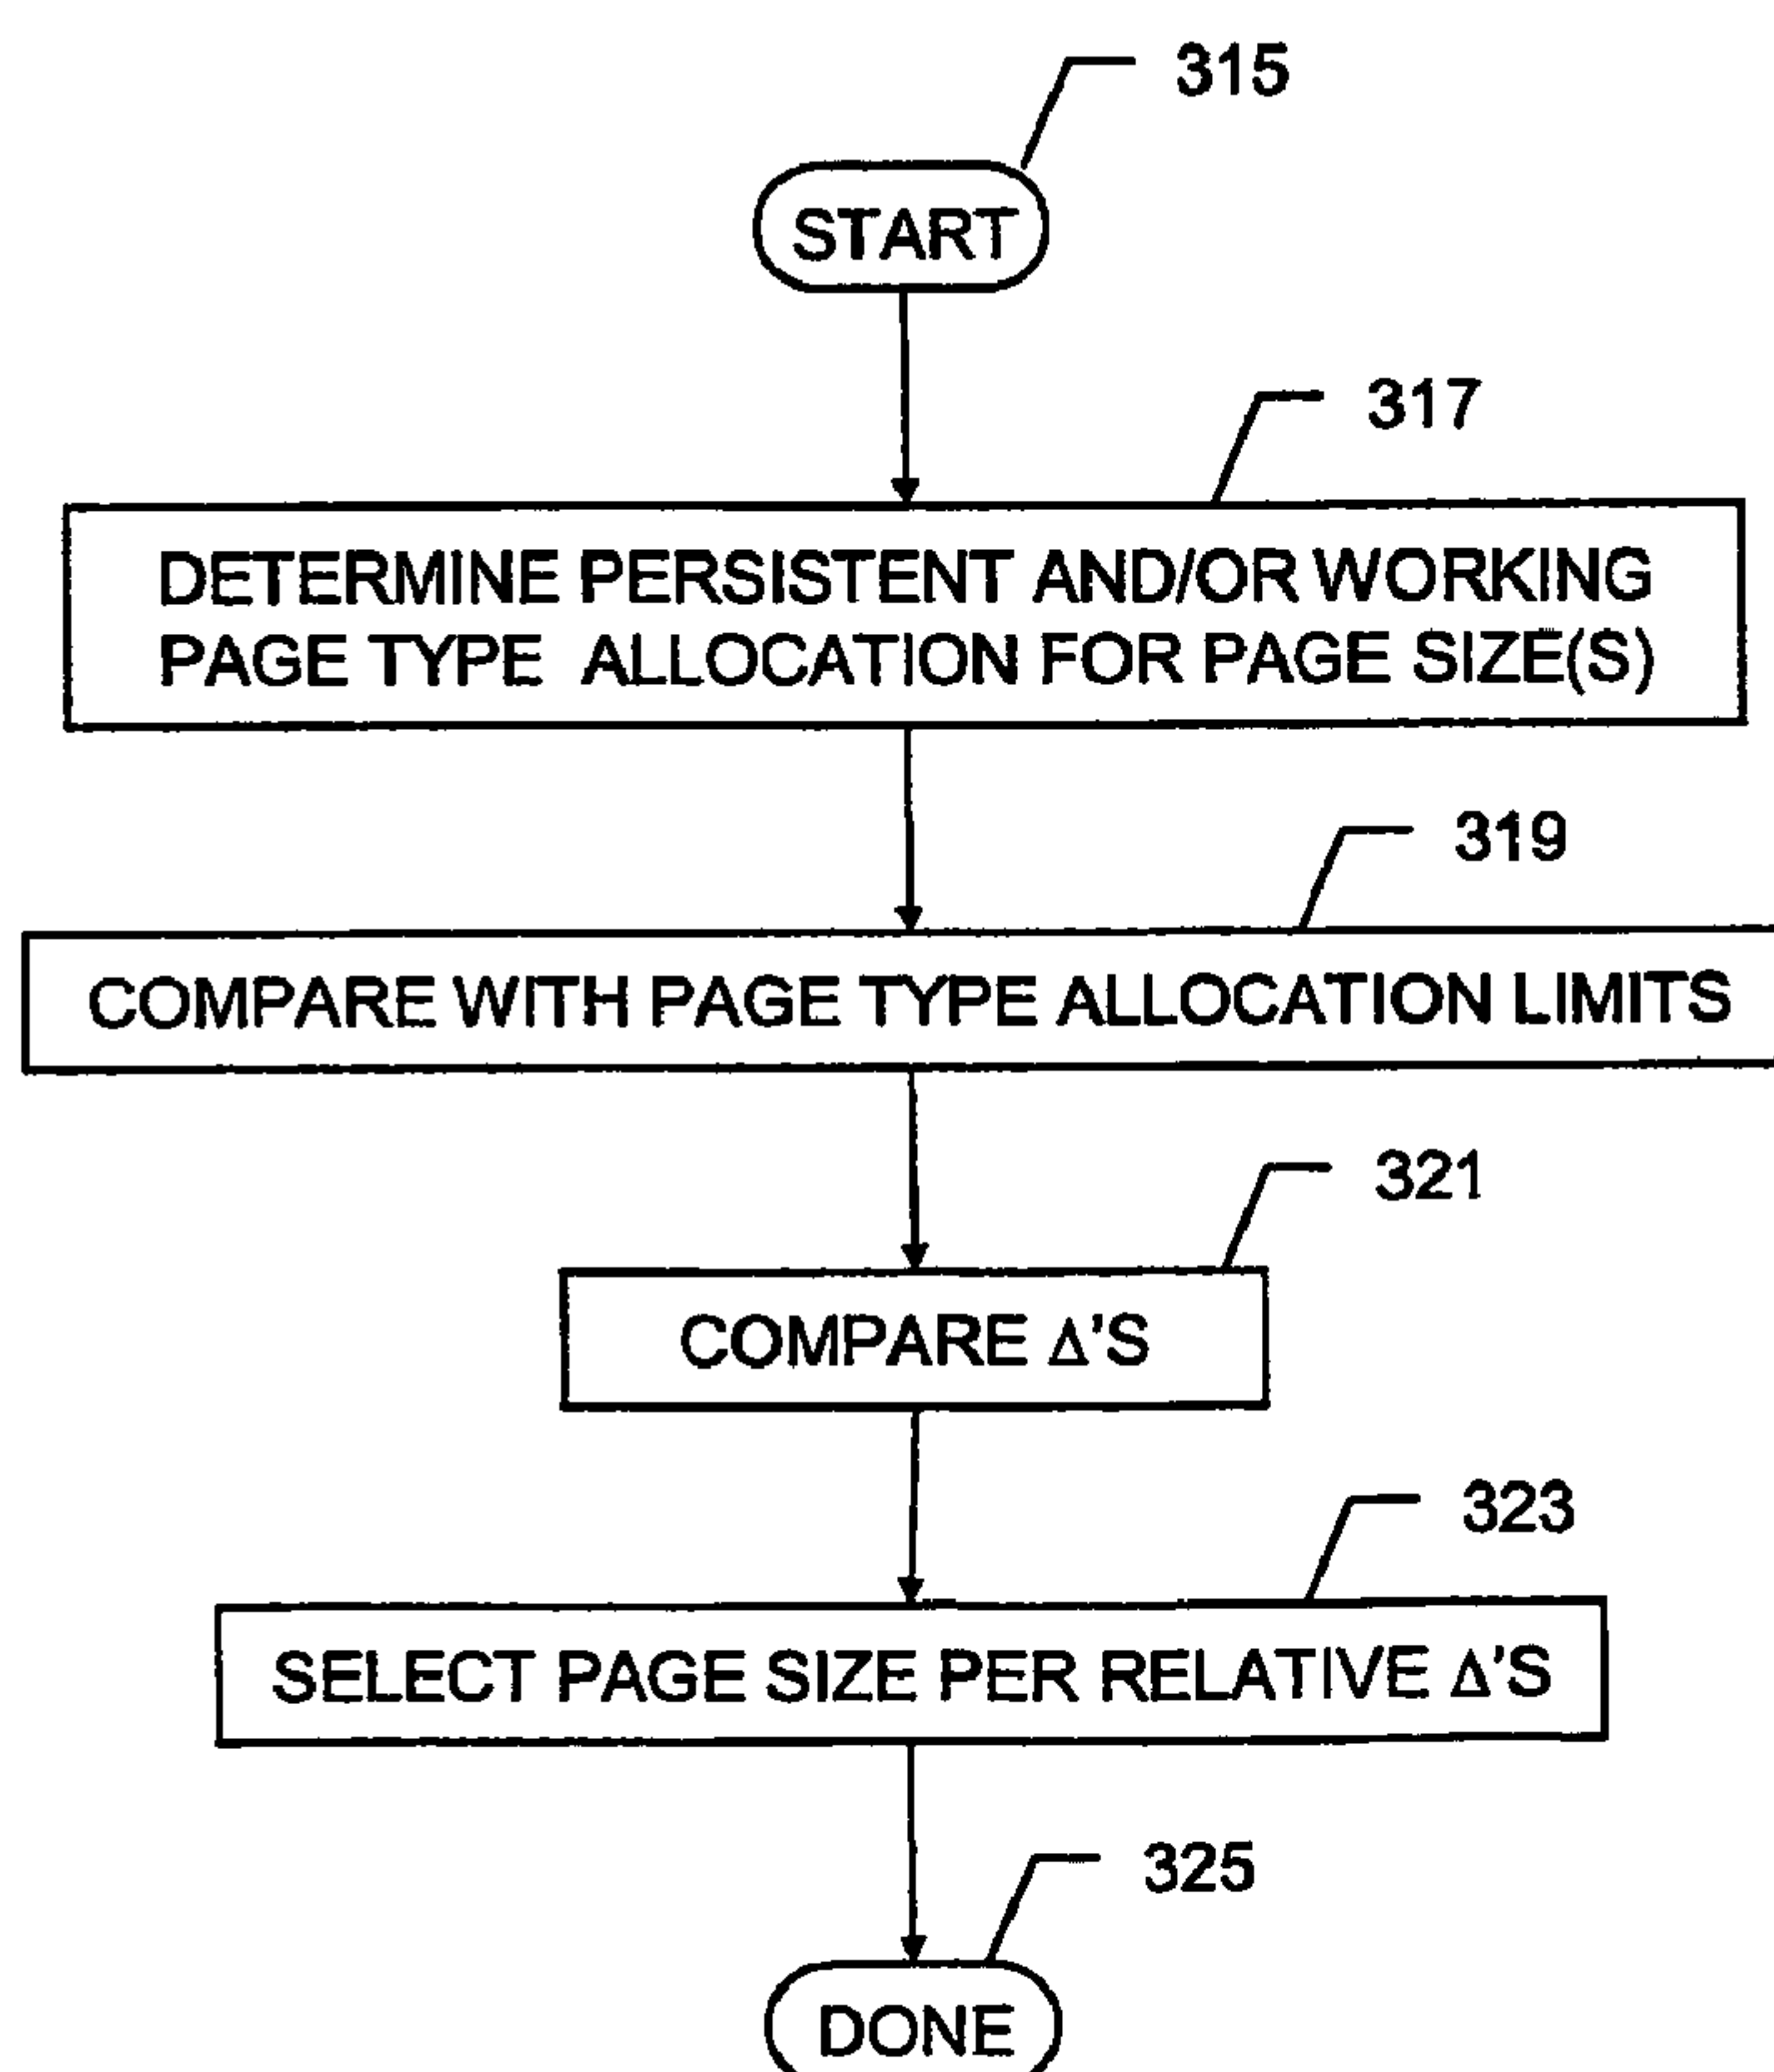 315
START
317
DETERMINE PERSISTENT AND/OR WORKING
PAGE TYPE ALLOCATION FOR PAGE SIZE(S)
319
COMPARE WITH PAGE TYPE ALLOCATION LIMITS
321
COMPARE Δ'S
323
SELECT PAGE SIZE PER RELATIVE Δ'S
325
DONE